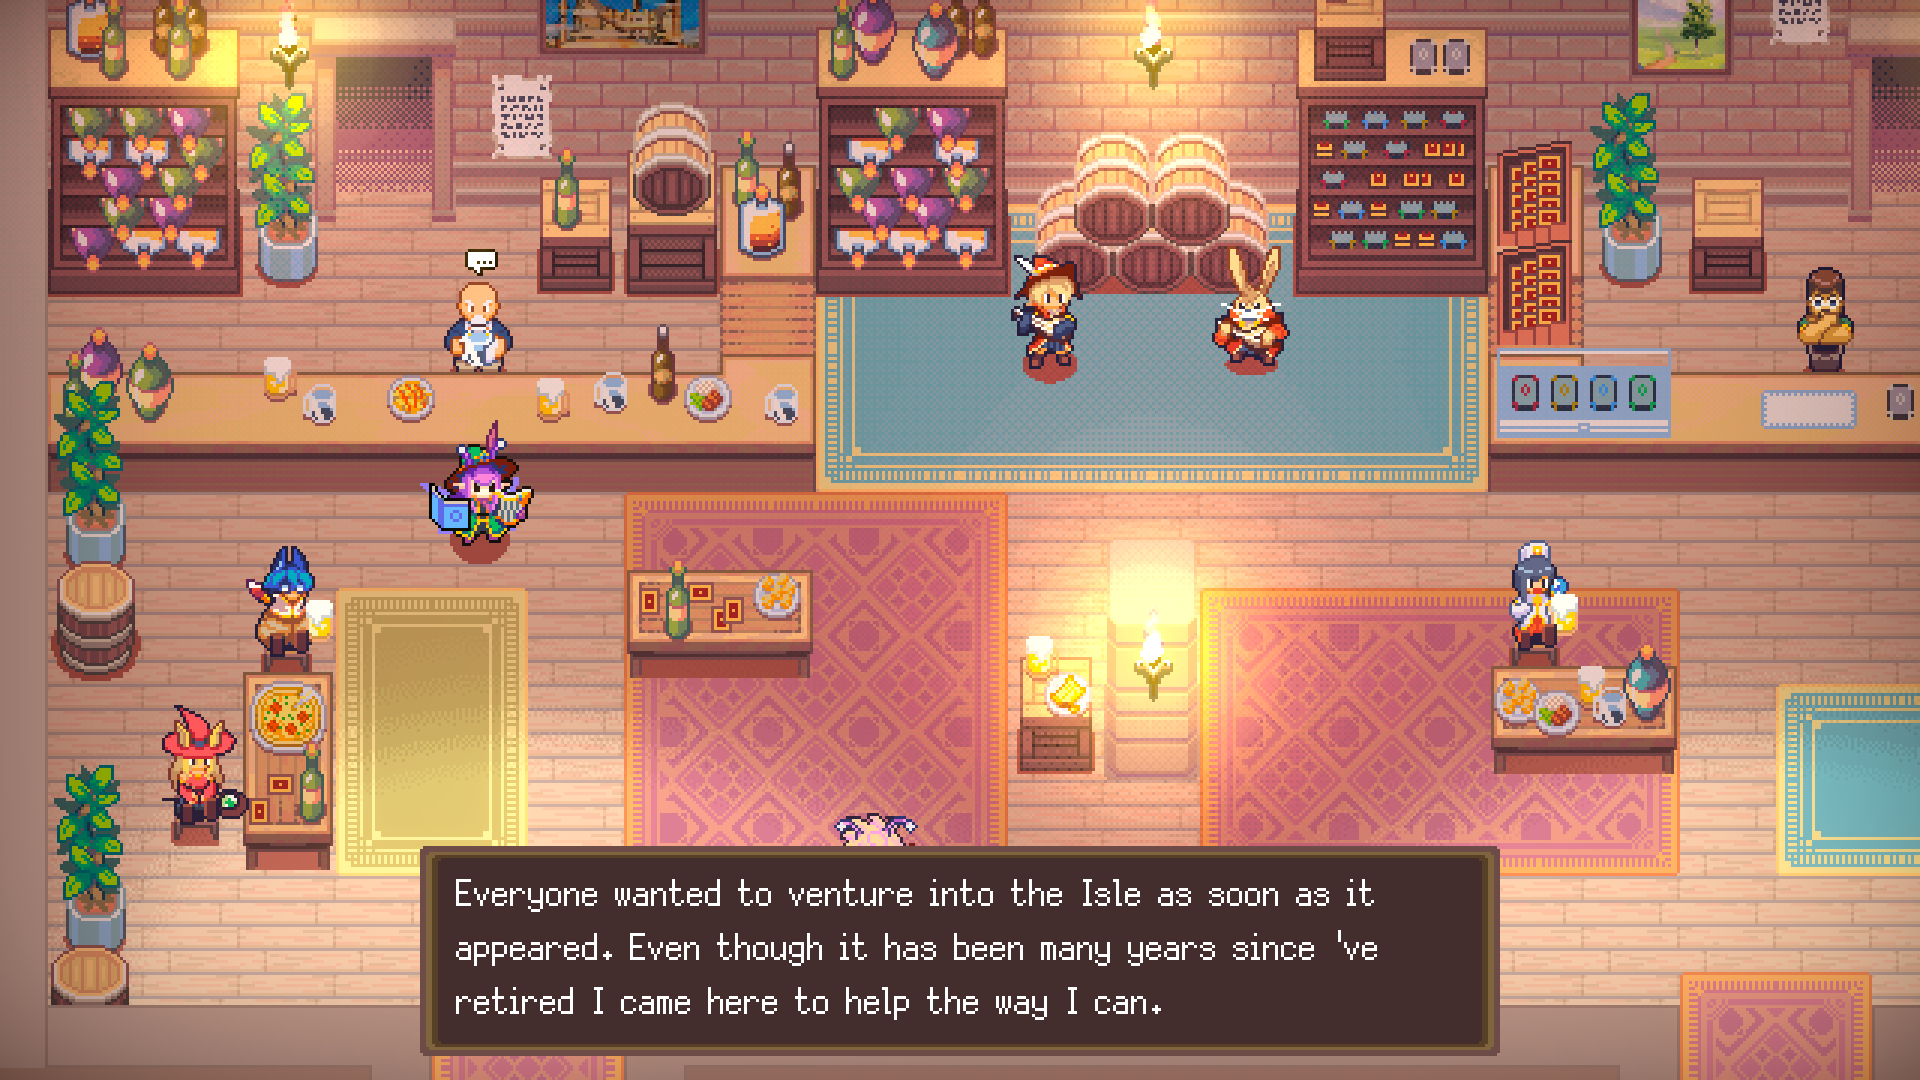 Everyone wanted to venture into the Isle as soon as it
appeared. Even though it has been many years since 've
retired I came here to help the way I can.